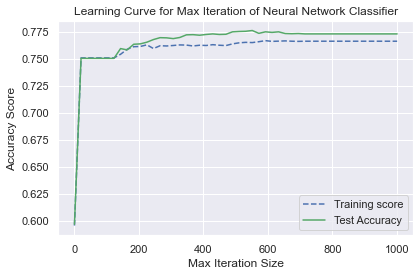 Learning Curve for Max Iteration of Neural Network Classifier
0.775
0.750
0.725
0.700
0.675
0.650
0.625
0.600
Accuracy Score
Training score
Test Accuracy
0 200 400 600 800 1000
Max Iteration Size